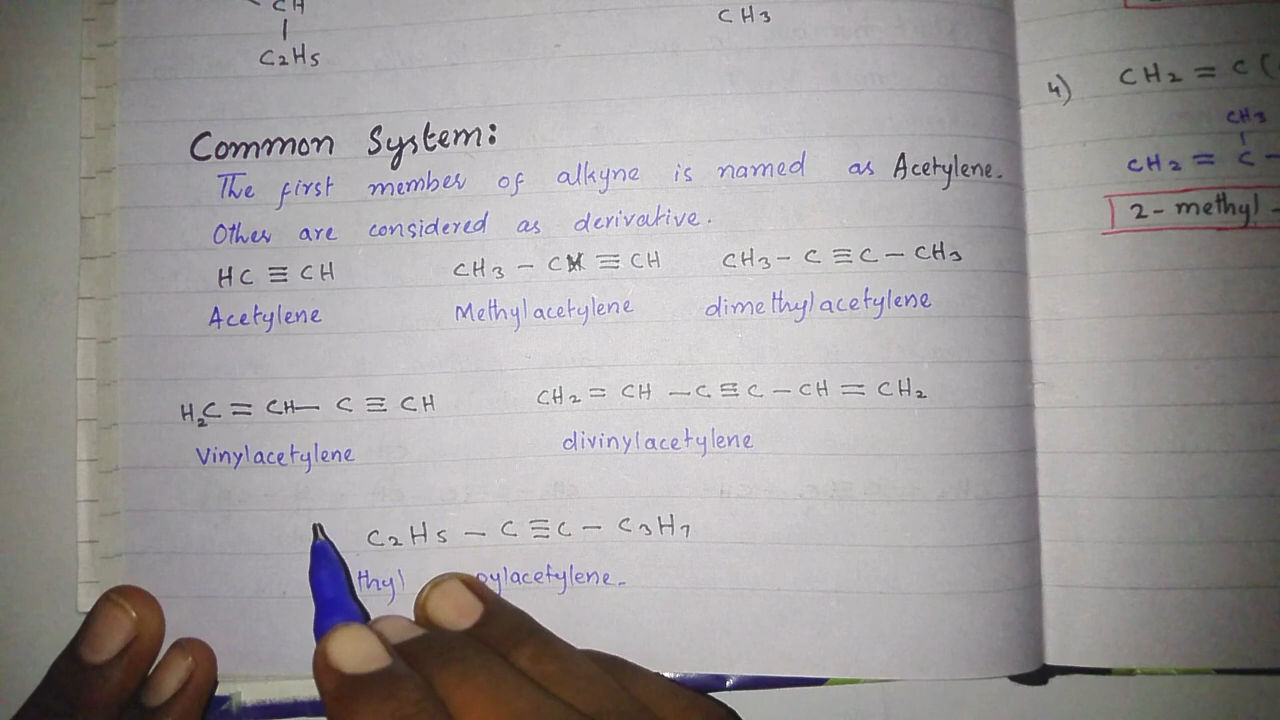 CH
C2H5
CH3
Common System:
The first member of alkyne is named as Acetylene.
Other are considered as derivative.
HC ≡ CH
CH3 - C ≡ CH
CH3 - C ≡ C - CH3
Acetylene
Methylacetylene
dimethylacetylene
H2C = CH- C ≡ CH
CH2 = CH - C ≡ C - CH = CH2
Vinylacetylene
divinylacetylene
C2H5 - C ≡ C - C3H7
4) CH2 = C (
CH3
CH2 = C -
2-methyl -